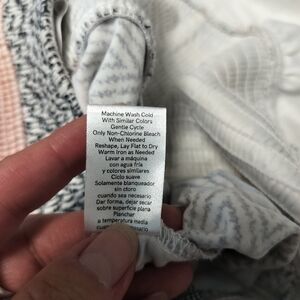 Machine Wash Cold
With Similar Colors
Gentle Cycle
Only Non-Chlorine Bleach
When Needed
Reshape, Lay Flat to Dry
Warm Iron as Needed
Lavar a máquina
con agua fría
y colores similares
Ciclo suave
Solamente blanqueador
sin cloro
cuando sea necesario
Dar forma, dejar secar
sobre superficie plana
Planchar
a temperatura media